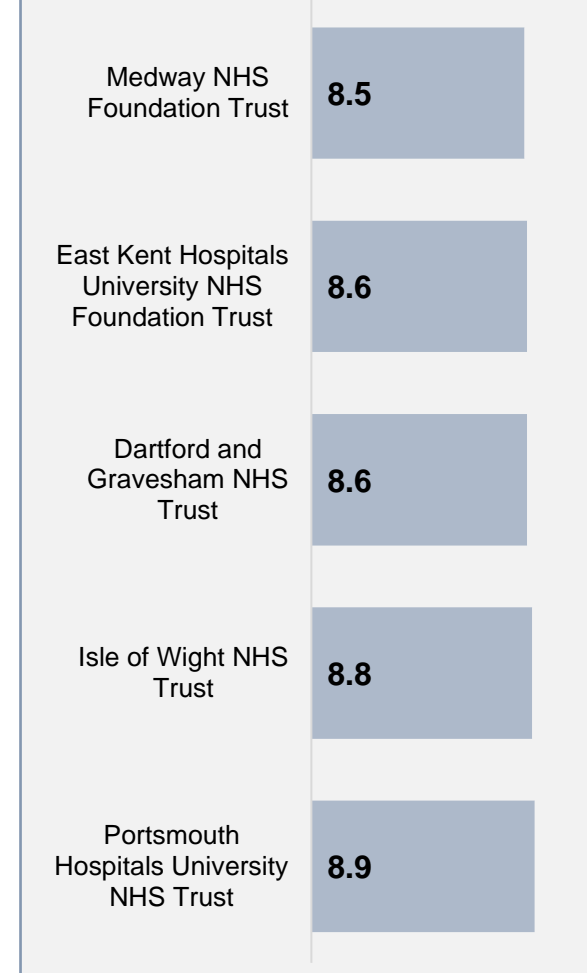 Medway NHS
Foundation Trust
8.5
East Kent Hospitals
University NHS
Foundation Trust
8.6
Dartford and
Gravesham NHS
Trust
8.6
Isle of Wight NHS
Trust
8.8
Portsmouth
Hospitals University
NHS Trust
8.9